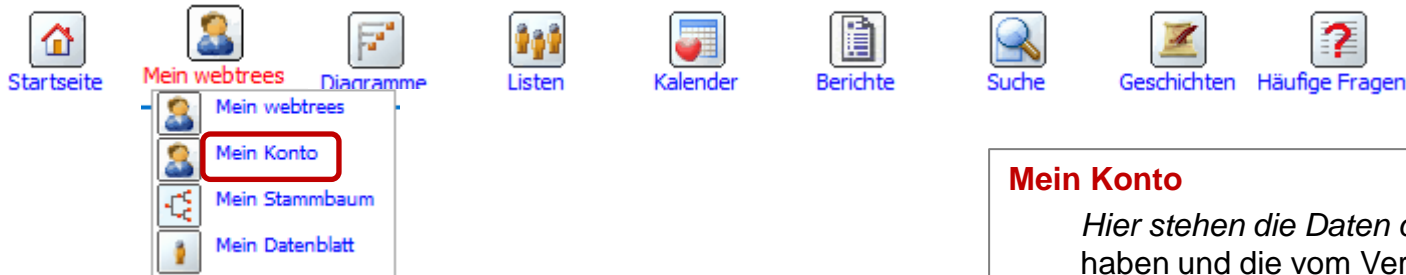 Startseite Mein webtrees Diagramme Listen Kalender Berichte Suche Geschichten Häufige Fragen
Mein webtrees
Mein Konto
Mein Stammbaum
Mein Datenblatt
Mein Konto
Hier stehen die Daten
haben und die vom